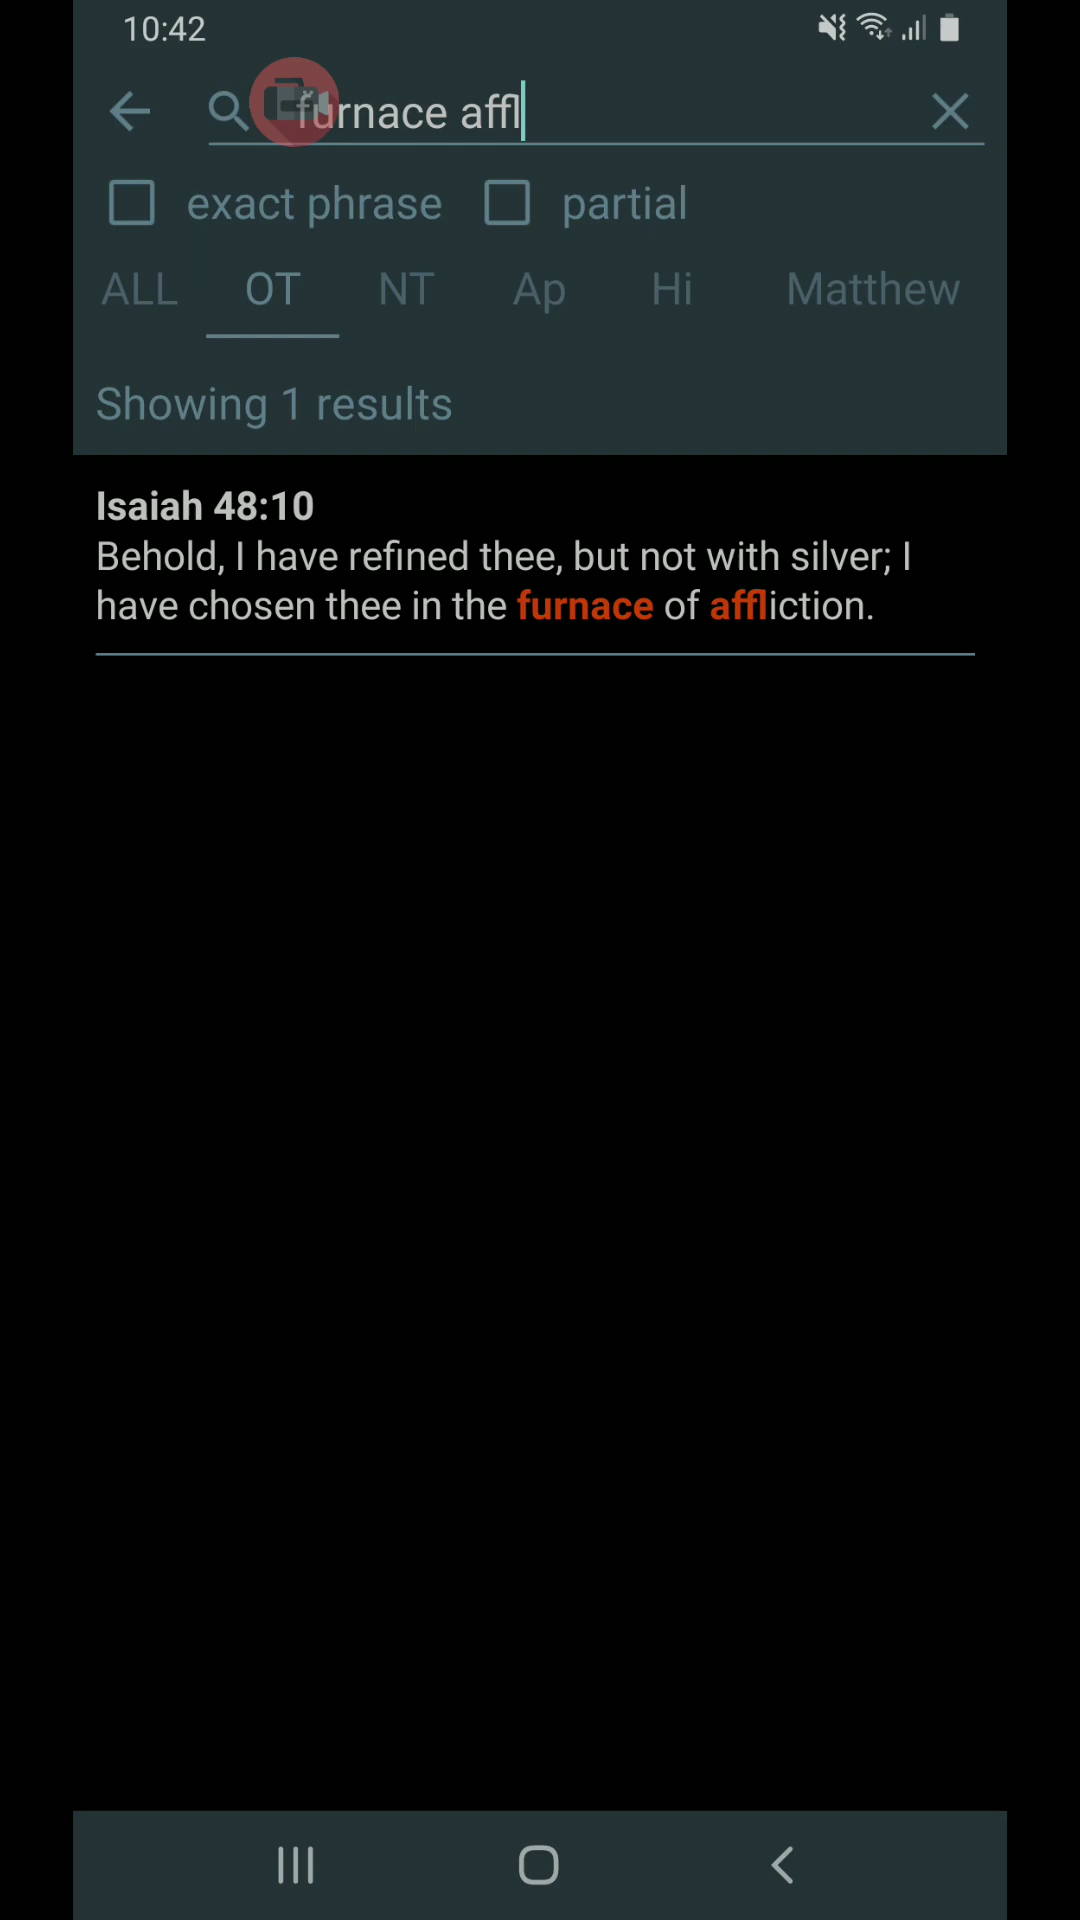 10:42
furnace affl
exact phrase partial
ALL OT NT Ap Hi Matthew
Showing 1 results
Isaiah 48:10
Behold, I have refined thee, but not with silver; I
have chosen thee in the furnace of affliction.